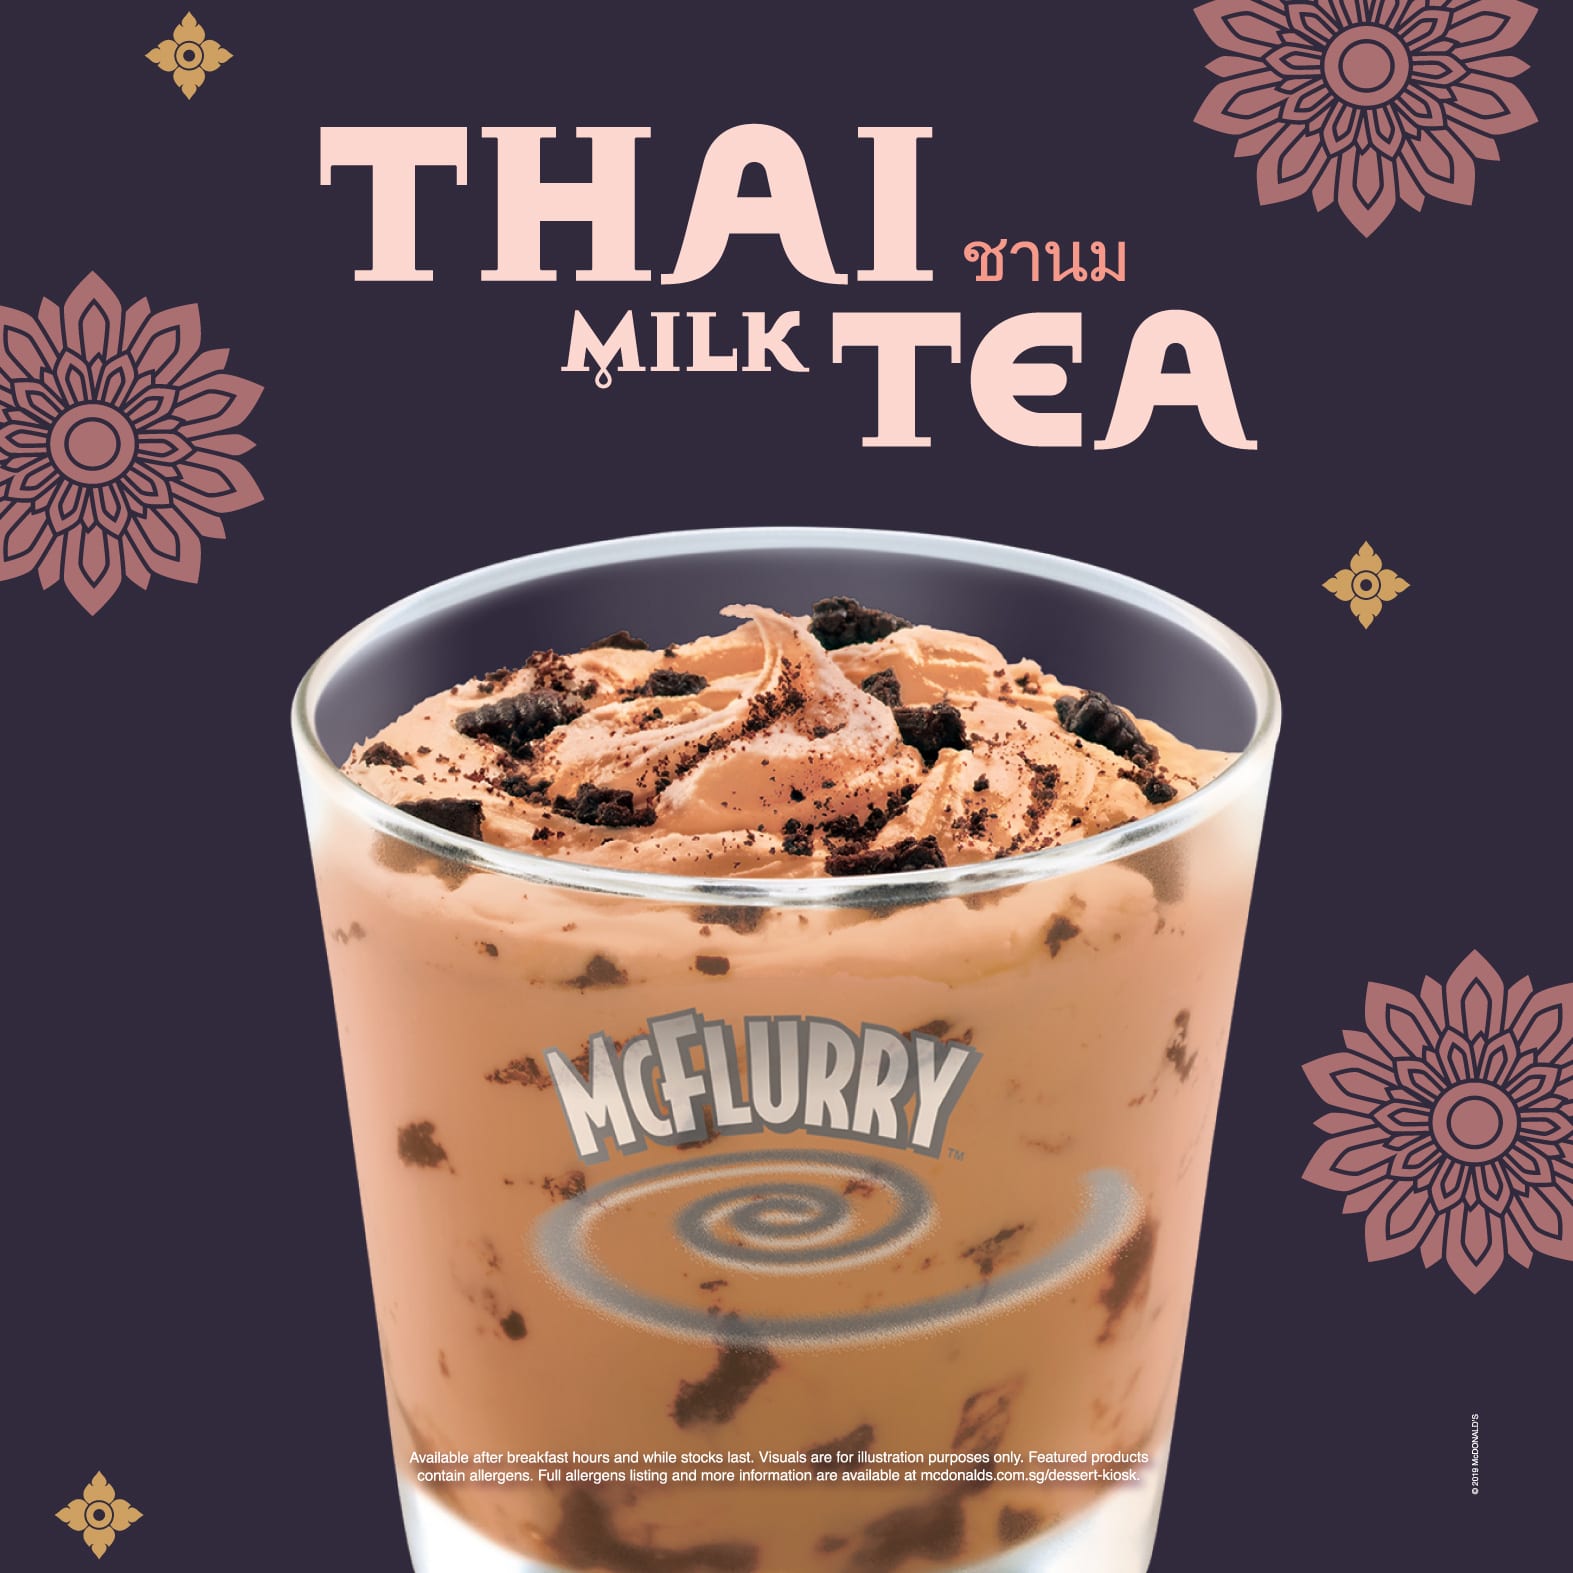 THAI ชานม
MILK TEA
McFLURRY™
Available after breakfast hours and while stocks last. Visuals are for illustration purposes only. Featured products
contain allergens. Full allergens listing and more information are available at mcdonalds.com.sg/dessert-kiosk.
© 2019 McDONALD'S